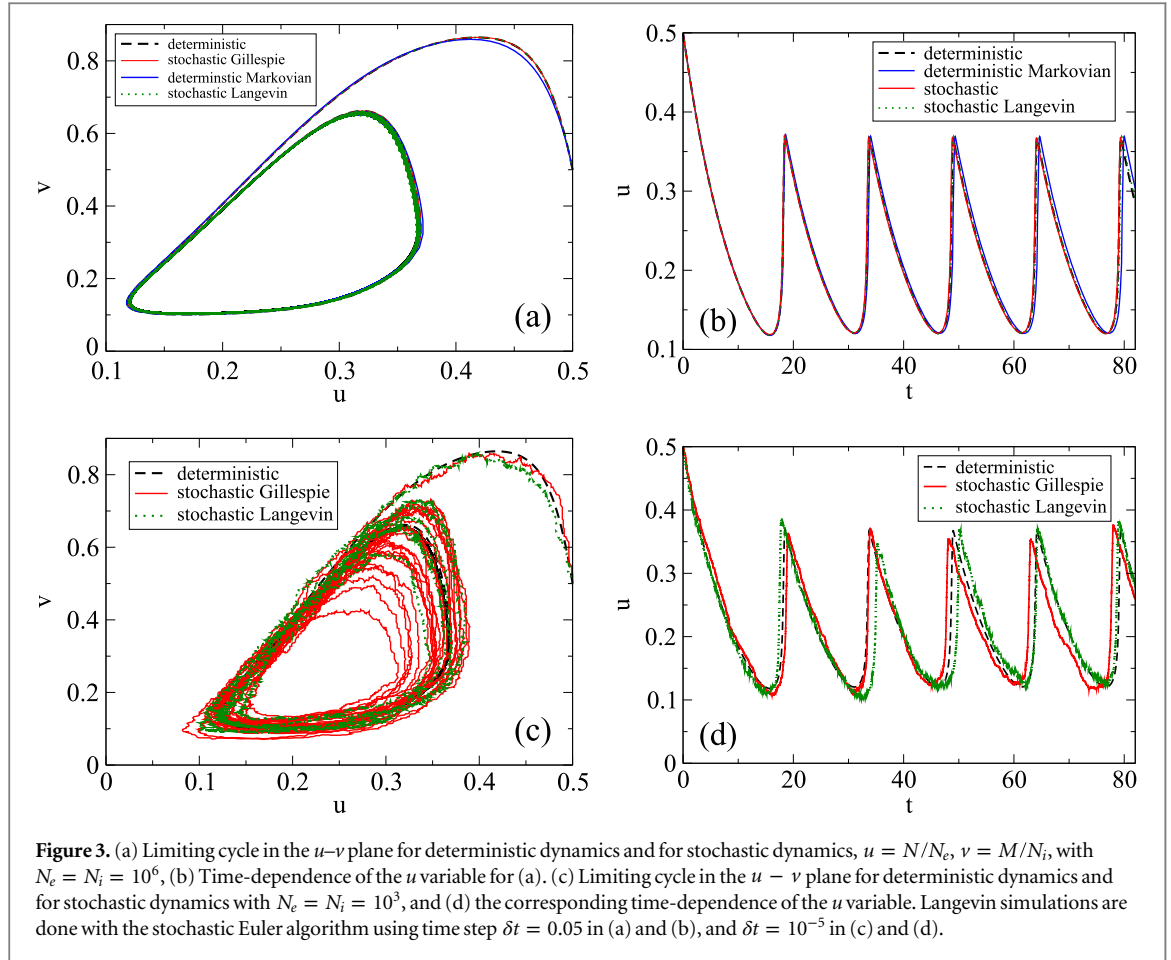 0.8
0.6
0.4
0.2
0
v
deterministic
stochastic Gillespie
determinstic Markovian
stochastic Langevin
(a)
0.1 0.2 0.3 0.4 0.5
u
0.5
0.4
0.3
0.2
0.1
u
deterministic
deterministic Markovian
stochastic
stochastic Langevin
(b)
0 20 40 60 80
t
0.8
0.6
0.4
0.2
0
v
deterministic
stochastic Gillespie
stochastic Langevin
(c)
0 0.1 0.2 0.3 0.4 0.5
u
0.5
0.4
0.3
0.2
0.1
0
u
deterministic
stochastic Gillespie
stochastic Langevin
(d)
0 20 40 60 80
t
Figure 3. (a) Limiting cycle in the u–v plane for deterministic dynamics and for stochastic dynamics, u = N/Nₑ, v = M/Nᵢ, with
Nₑ = Nᵢ = 10⁶, (b) Time-dependence of the u variable for (a). (c) Limiting cycle in the u − v plane for deterministic dynamics and
for stochastic dynamics with Nₑ = Nᵢ = 10³, and (d) the corresponding time-dependence of the u variable. Langevin simulations are
done with the stochastic Euler algorithm using time step δt = 0.05 in (a) and (b), and δt = 10⁻⁵ in (c) and (d).